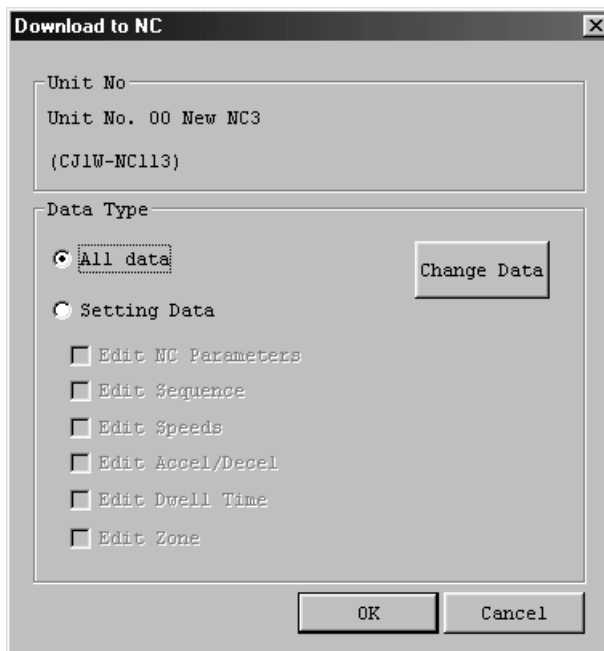 Download to NC
Unit No
Unit No. 00 New NC3
(CJ1W-NC113)
Data Type
All data
Change Data
Setting Data
Edit NC Parameters
Edit Sequence
Edit Speeds
Edit Accel/Decel
Edit Dwell Time
Edit Zone
OK
Cancel